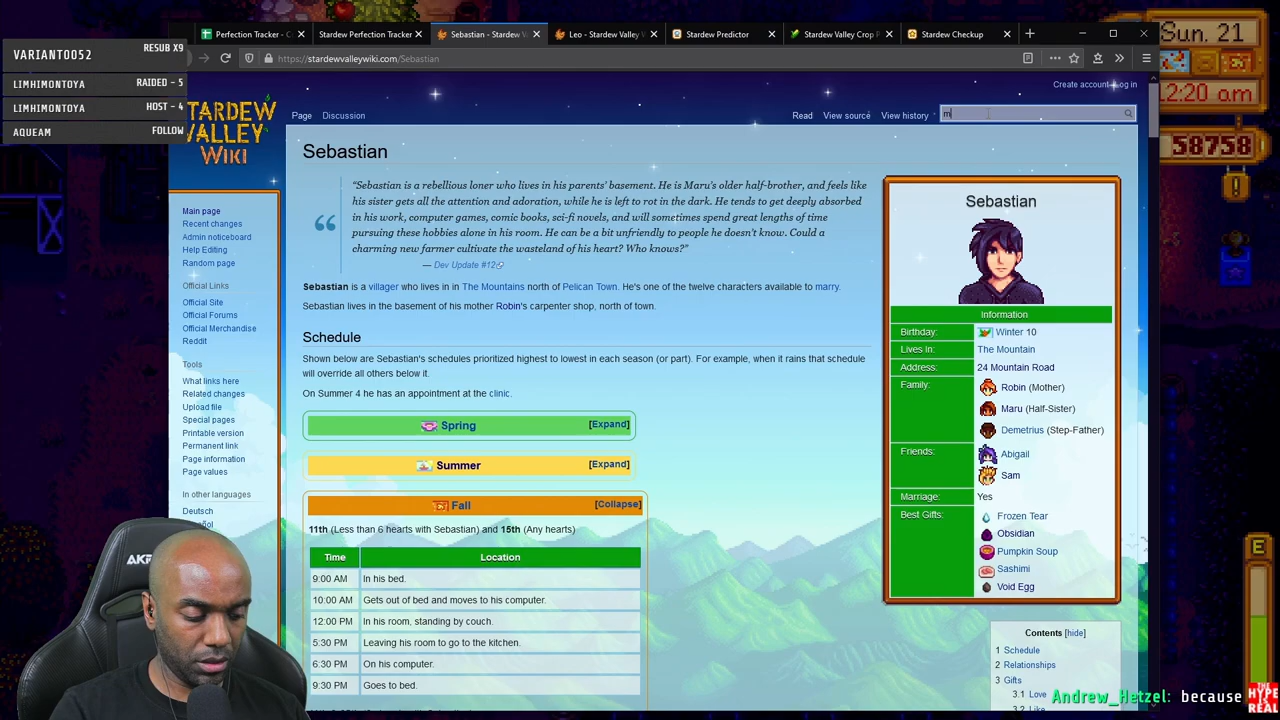 VARIANT0052 RESUB X9
LIMHIMONTOYA RAIDED - 5
LIMHIMONTOYA HOST - 4
AQUEAM FOLLOW
Perfection Tracker - C
Stardew Perfection Tracker
Sebastian - Stardew V
Leo - Stardew Valley
Stardew Predictor
Stardew Valley Crop P
Stardew Checkup
https://stardewvalleywiki.com/Sebastian
Sun. 21
12:20 am
58758
Create account Log in
STARDEW
VALLEY
WIKI
Page Discussion Read View source View history m
Main page
Recent changes
Admin noticeboard
Help Editing
Random page
Official Links
Official Site
Official Forums
Official Merchandise
Reddit
Tools
What links here
Related changes
Upload file
Special pages
Printable version
Permanent link
Page information
Page values
In other languages
Deutsch
Sebastian
"Sebastian is a rebellious loner who lives in his parents' basement. He is Maru's older half-brother, and feels like
his sister gets all the attention and adoration, while he is left to rot in the dark. He tends to get deeply absorbed
in his work, computer games, comic books, sci-fi novels, and will sometimes spend great lengths of time
pursuing these hobbies alone in his room. He can be a bit unfriendly to people he doesn't know. Could a
charming new farmer cultivate the wasteland of his heart? Who knows?"
— Dev Update #12
Sebastian is a villager who lives in in The Mountains north of Pelican Town. He's one of the twelve characters available to marry.
Sebastian lives in the basement of his mother Robin's carpenter shop, north of town.
Schedule
Shown below are Sebastian's schedules prioritized highest to lowest in each season (or part). For example, when it rains that schedule
will override all others below it.
On Summer 4 he has an appointment at the clinic.
Spring [Expand]
Summer [Expand]
Fall [Collapse]
11th (Less than 6 hearts with Sebastian) and 15th (Any hearts)
Time Location
9:00 AM In his bed.
10:00 AM Gets out of bed and moves to his computer.
12:00 PM In his room, standing by couch.
5:30 PM Leaving his room to go to the kitchen.
6:30 PM On his computer.
9:30 PM Goes to bed.
Sebastian
Information
Birthday: Winter 10
Lives In: The Mountain
Address: 24 Mountain Road
Family: Robin (Mother)
Maru (Half-Sister)
Demetrius (Step-Father)
Friends: Abigail
Sam
Marriage: Yes
Best Gifts: Frozen Tear
Obsidian
Pumpkin Soup
Sashimi
Void Egg
Contents [hide]
1 Schedule
2 Relationships
3 Gifts
3.1 Love
3.2 Like
E
Andrew_Hetzel: because THE HYPE IS REAL